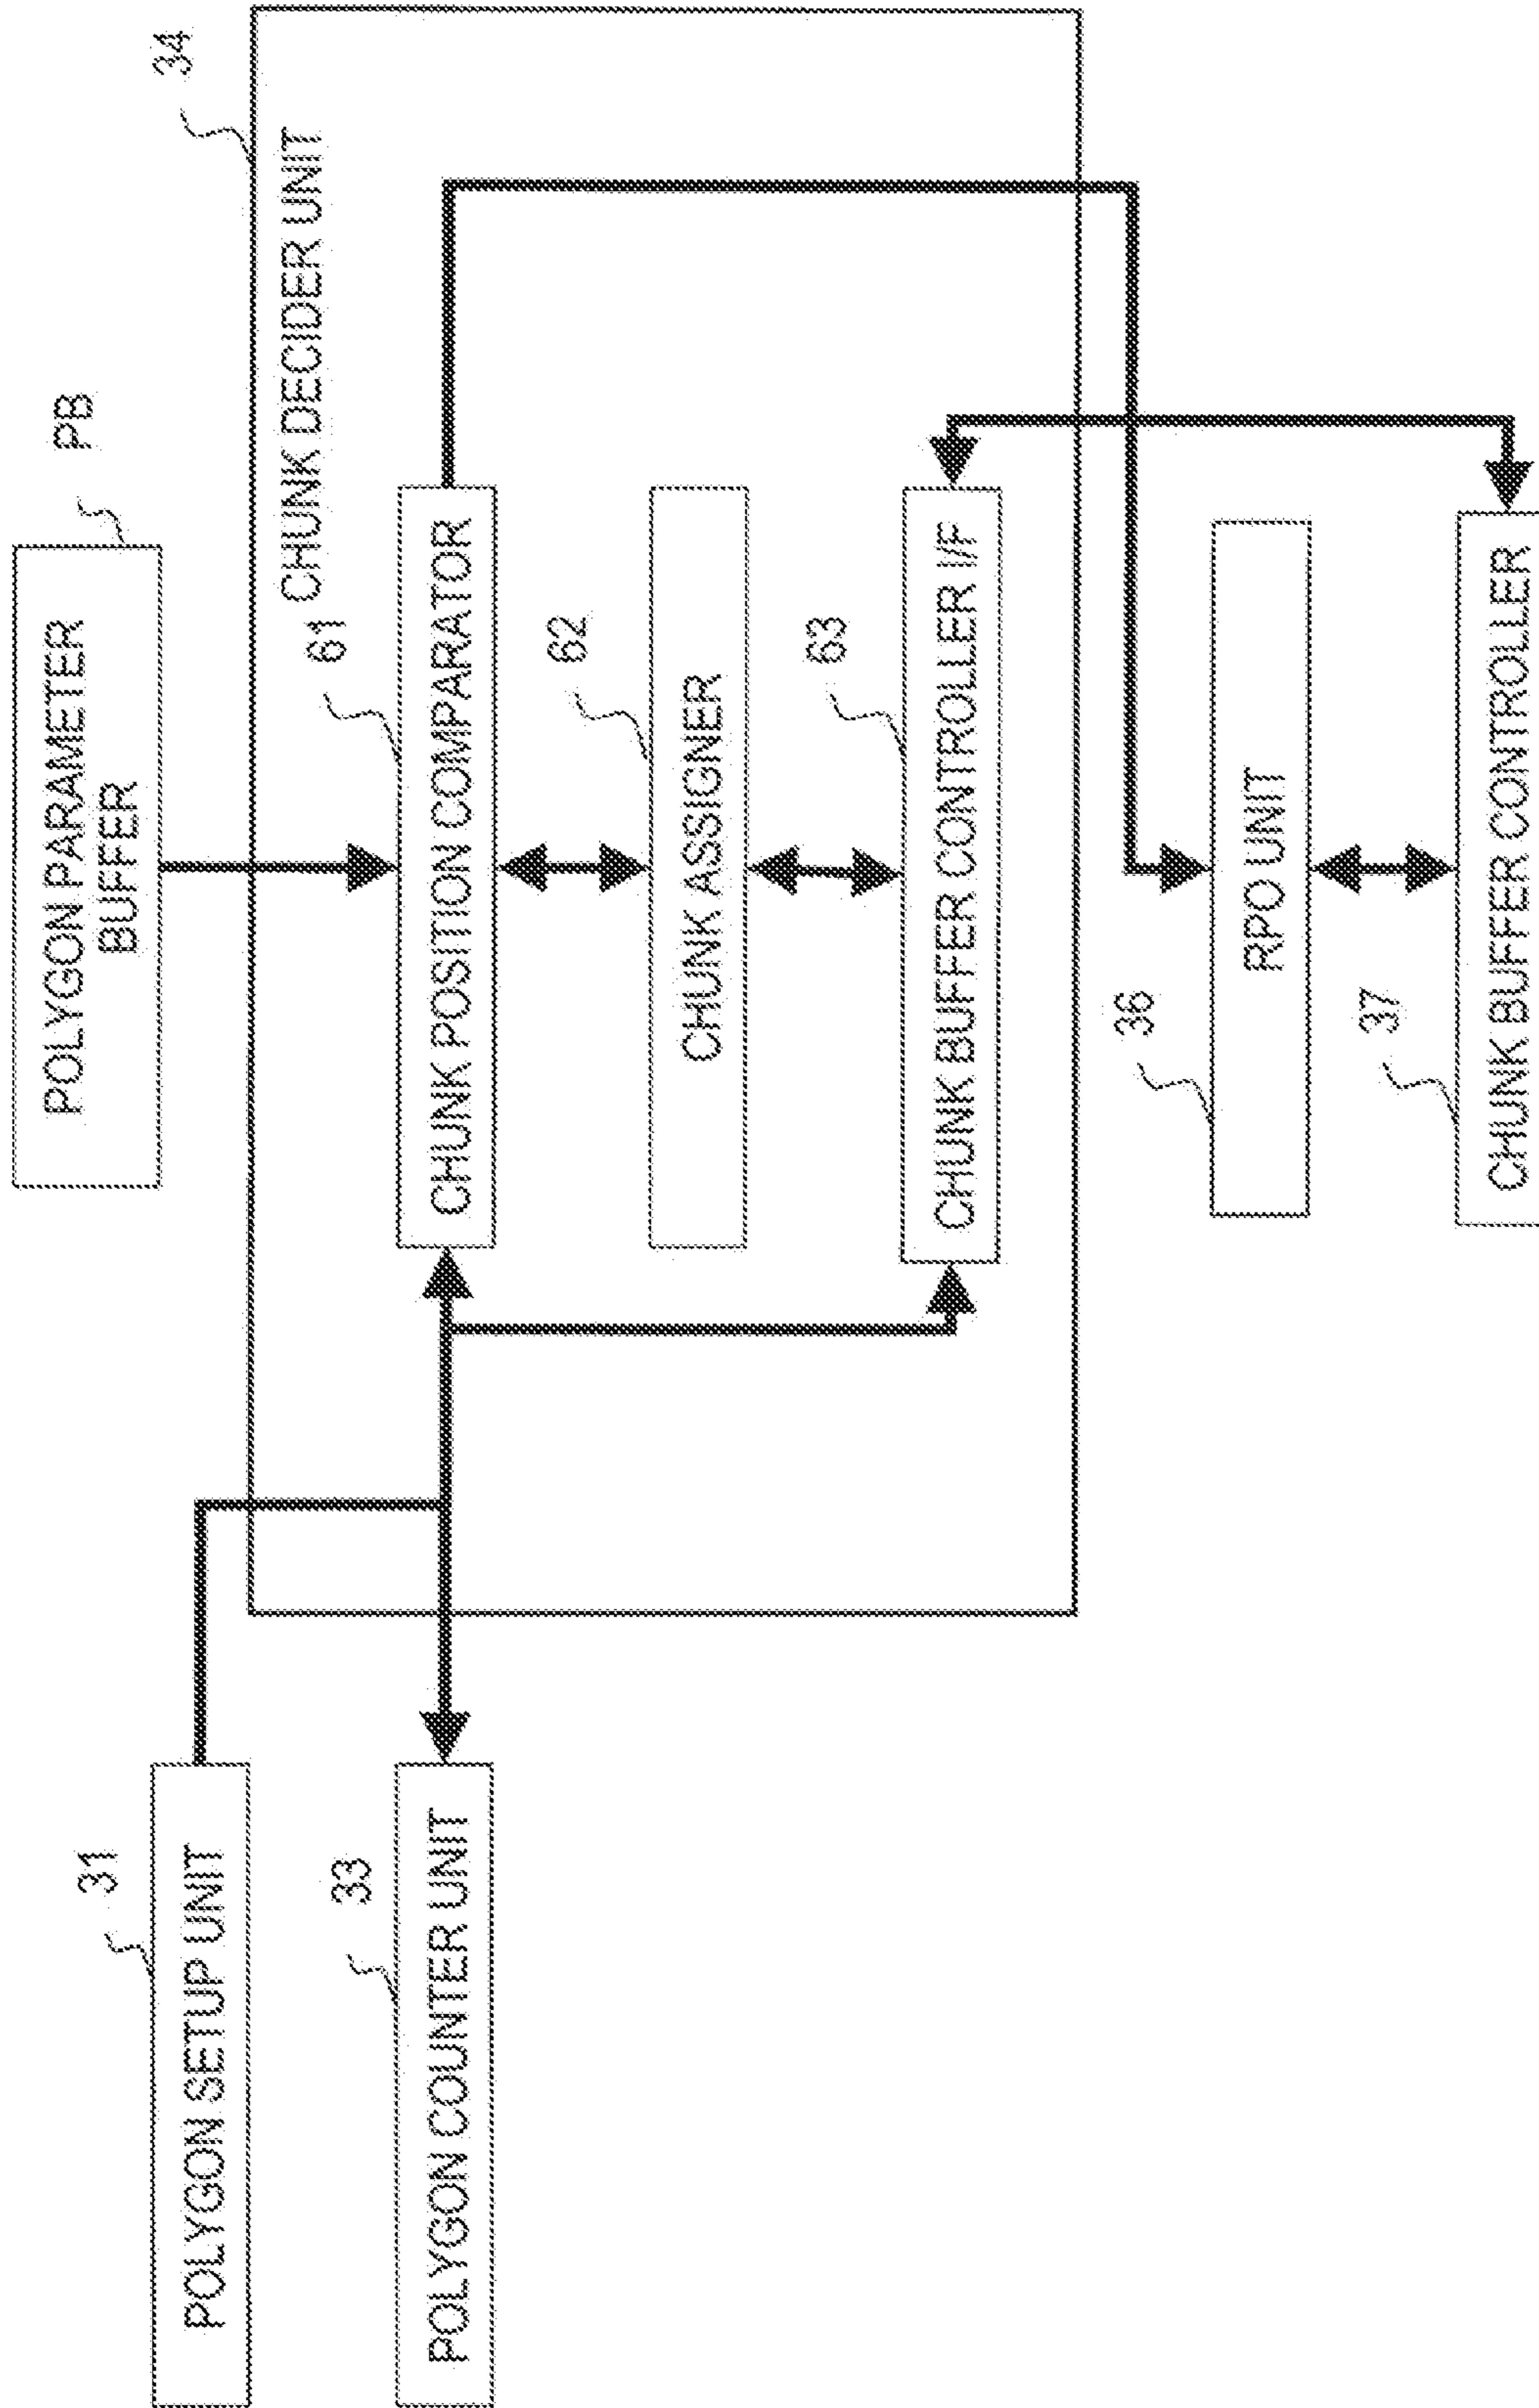 POLYGON PARAMETER
BUFFER
PB
34
CHUNK DECIDER UNIT
31
POLYGON SETUP UNIT
61
CHUNK POSITION COMPARATOR
33
POLYGON COUNTER UNIT
62
CHUNK ASSIGNER
63
CHUNK BUFFER CONTROLLER I/F
36
RPO UNIT
37
CHUNK BUFFER CONTROLLER